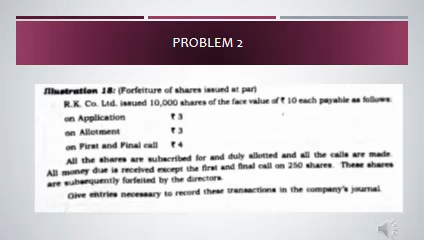 PROBLEM 2
Illustration 18: (Forfeiture of shares issued at par)
R.K. Co. Ltd. issued 10,000 shares of the face value of ₹ 10 each payable as follows:
on Application ₹ 3
on Allotment ₹ 3
on First and Final call ₹ 4
All the shares are subscribed for and duly allotted and all the calls are made.
All money due is received except the first and final call on 250 shares. These shares
are subsequently forfeited by the directors.
Give entries necessary to record these transactions in the company's journal.